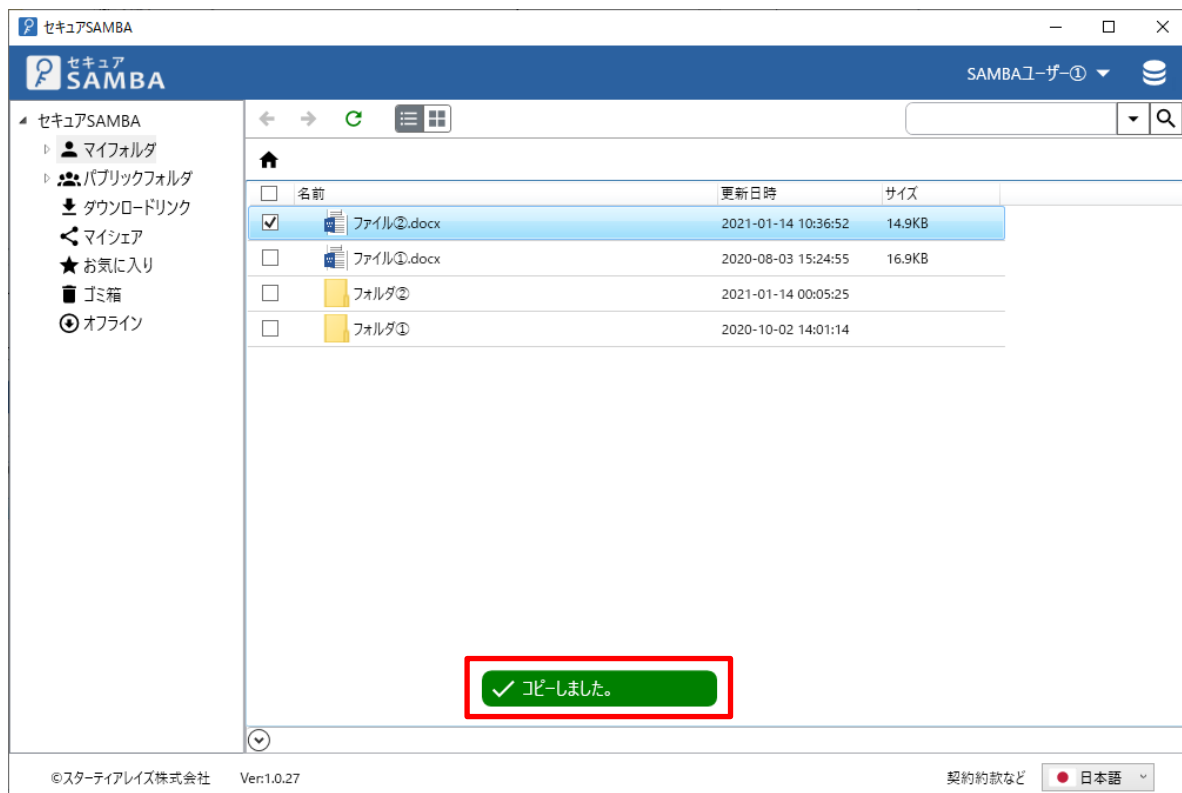 セキュアSAMBA
セキュア
SAMBA
SAMBAユーザー①
セキュアSAMBA
マイフォルダ
パブリックフォルダ
ダウンロードリンク
マイシェア
お気に入り
ゴミ箱
オフライン
名前 更新日時 サイズ
ファイル②.docx 2021-01-14 10:36:52 14.9KB
ファイル①.docx 2020-08-03 15:24:55 16.9KB
フォルダ② 2021-01-14 00:05:25
フォルダ① 2020-10-02 14:01:14
コピーしました。
©スターティアレイズ株式会社 Ver:1.0.27 契約約款など 日本語